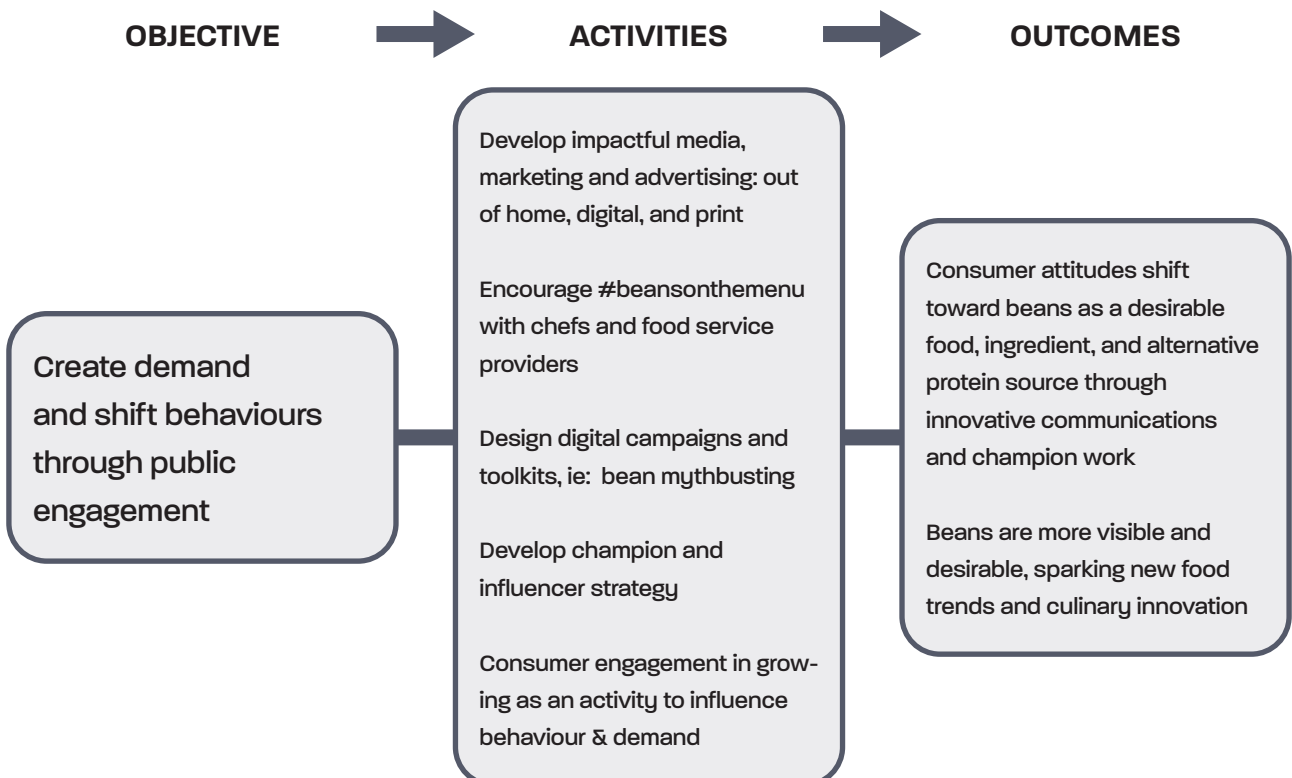 OBJECTIVE
ACTIVITIES
OUTCOMES
Create demand
and shift behaviours
through public
engagement
Develop impactful media,
marketing and advertising: out
of home, digital, and print
Encourage #beansonthemenu
with chefs and food service
providers
Design digital campaigns and
toolkits, ie:  bean mythbusting
Develop champion and
influencer strategy
Consumer engagement in grow-
ing as an activity to influence
behaviour & demand
Consumer attitudes shift
toward beans as a desirable
food, ingredient, and alternative
protein source through
innovative communications
and champion work
Beans are more visible and
desirable, sparking new food
trends and culinary innovation